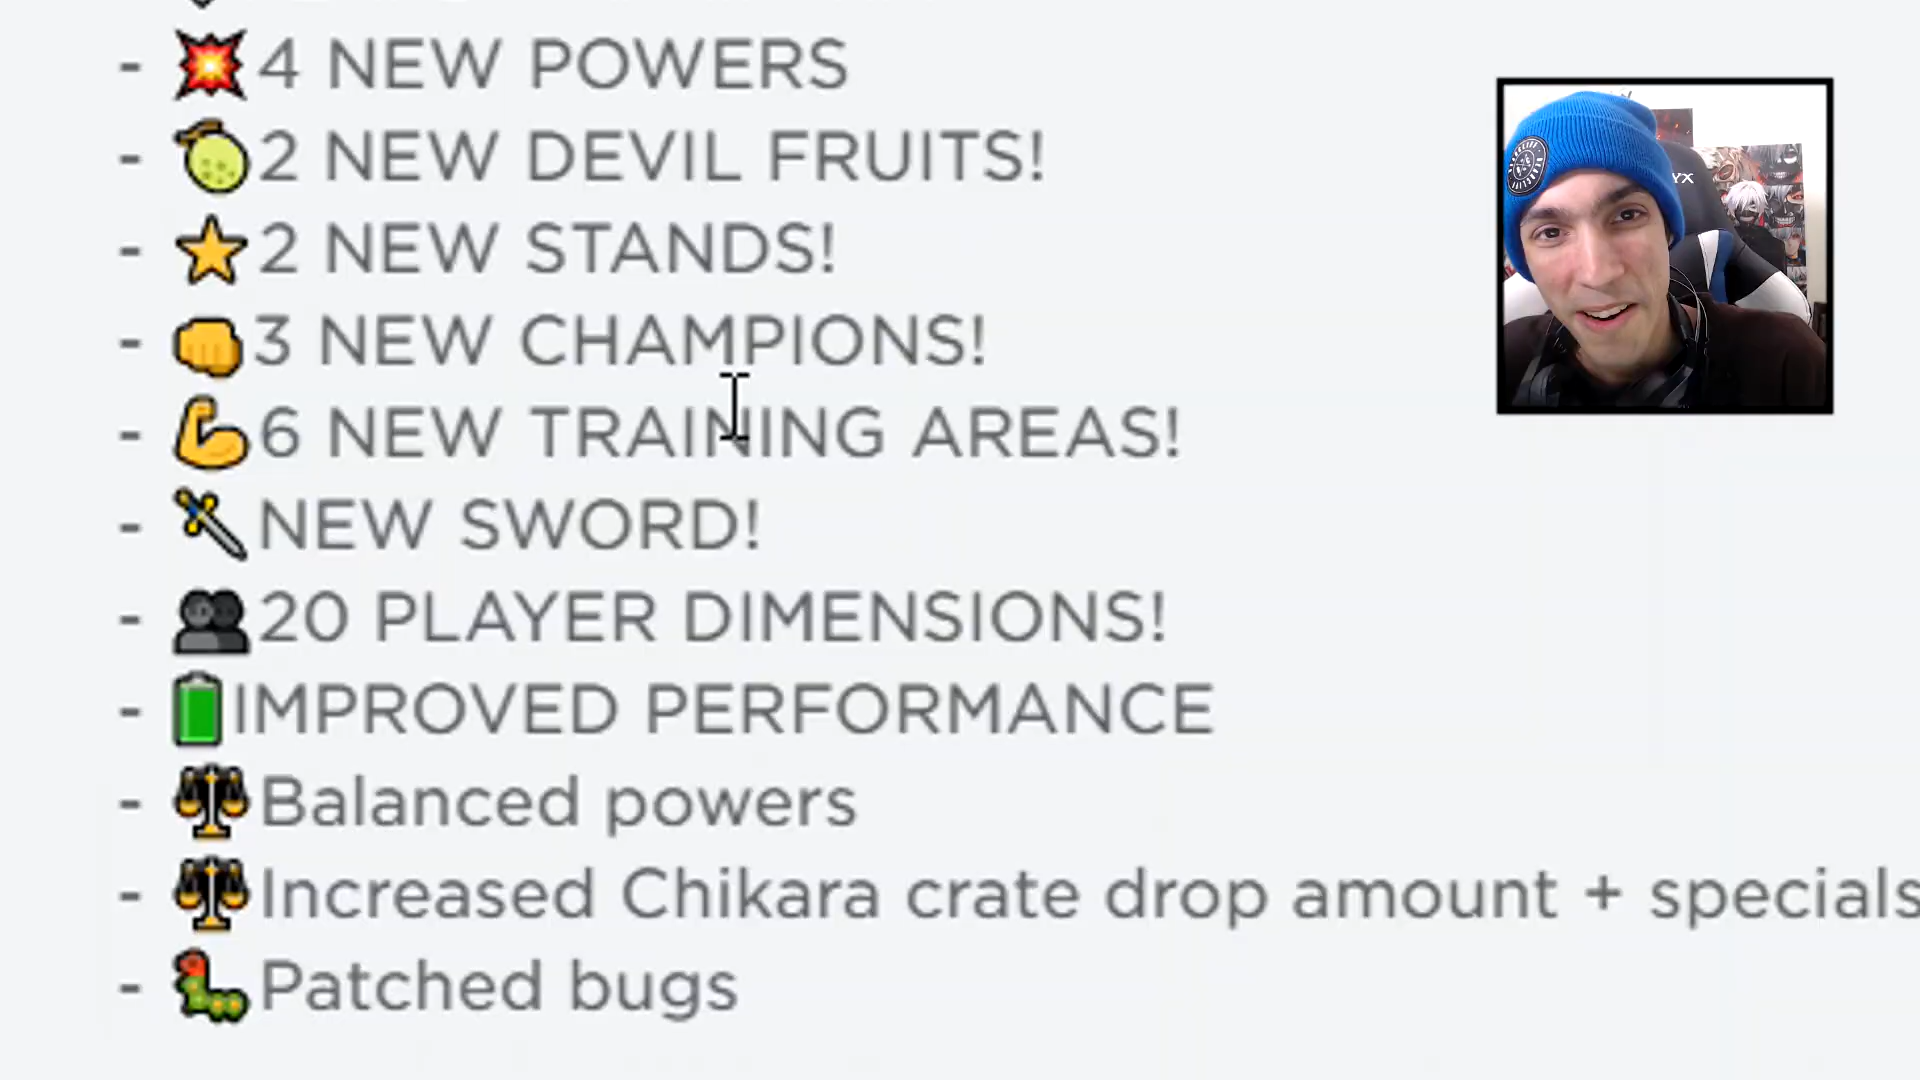 - 💥4 NEW POWERS
- 🍈2 NEW DEVIL FRUITS!
- ⭐2 NEW STANDS!
- 👊3 NEW CHAMPIONS!
- 💪6 NEW TRAINING AREAS!
- 🗡️NEW SWORD!
- 👥20 PLAYER DIMENSIONS!
- 🔋IMPROVED PERFORMANCE
- ⚖️Balanced powers
- ⚖️Increased Chikara crate drop amount + specials
- 🐛Patched bugs
YX